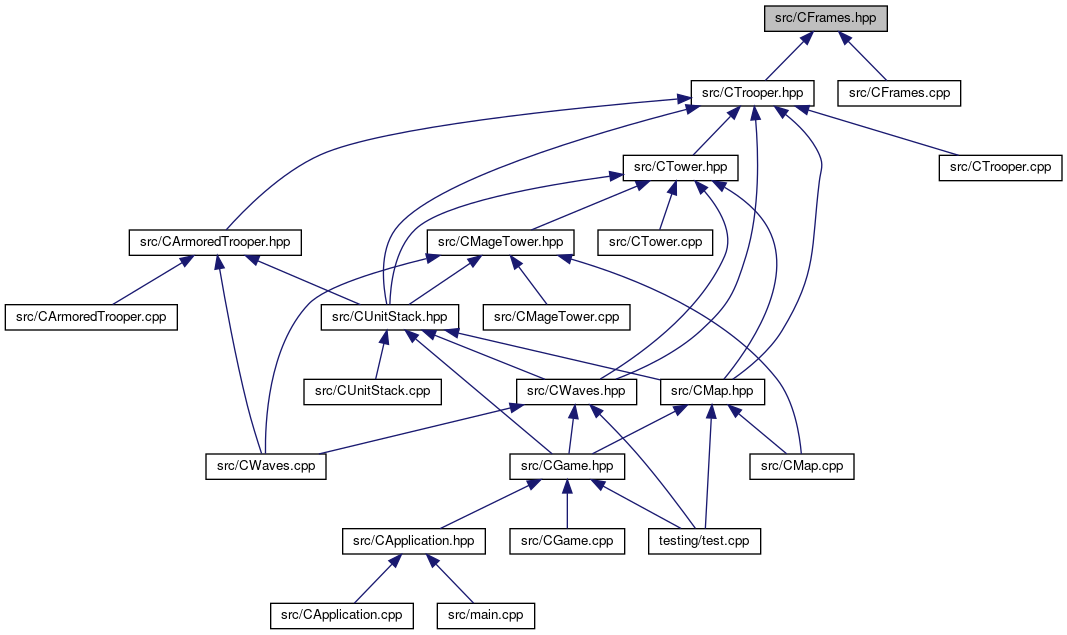 src/CFrames.hpp
src/CTrooper.hpp
src/CFrames.cpp
src/CTower.hpp
src/CTrooper.cpp
src/CArmoredTrooper.hpp
src/CMageTower.hpp
src/CTower.cpp
src/CArmoredTrooper.cpp
src/CUnitStack.hpp
src/CMageTower.cpp
src/CUnitStack.cpp
src/CWaves.hpp
src/CMap.hpp
src/CWaves.cpp
src/CGame.hpp
src/CMap.cpp
src/CApplication.hpp
src/CGame.cpp
testing/test.cpp
src/CApplication.cpp
src/main.cpp